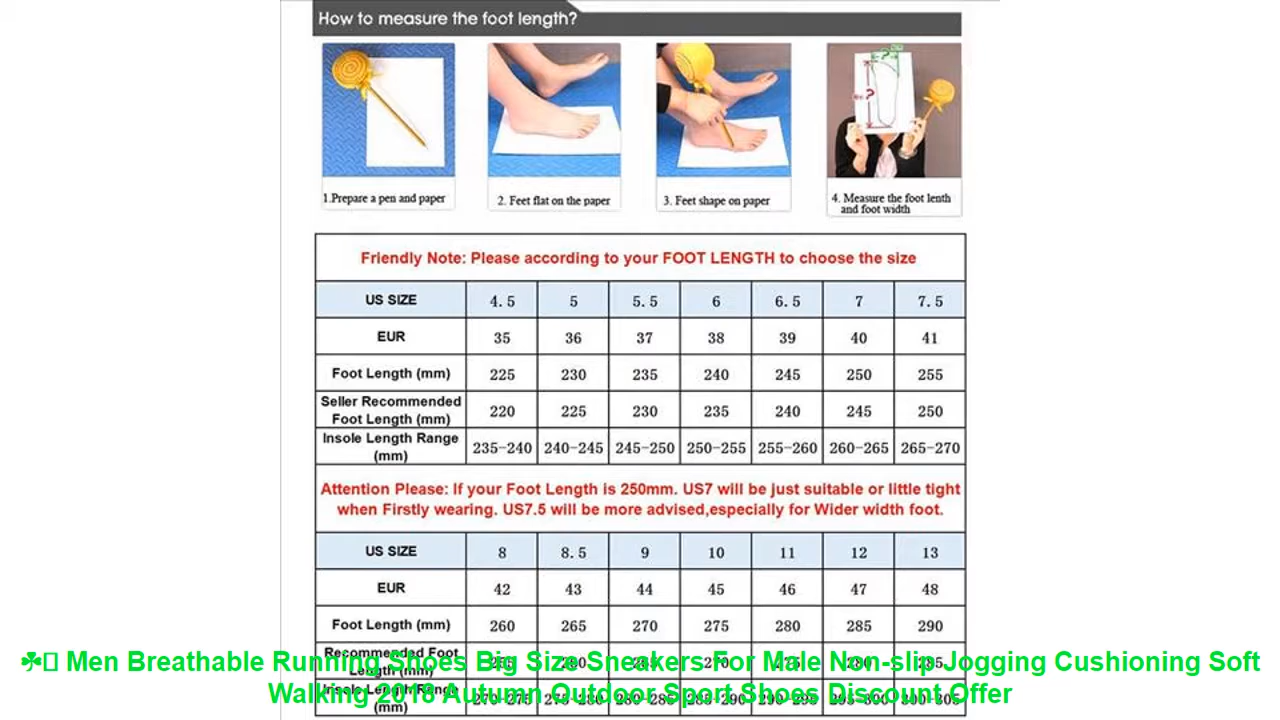 How to measure the foot length?
1.Prepare a pen and paper
2. Feet flat on the paper
3. Feet shape on paper
4. Measure the foot lenth
and foot width
Friendly Note: Please according to your FOOT LENGTH to choose the size
US SIZE 4.5 5 5.5 6 6.5 7 7.5
EUR 35 36 37 38 39 40 41
Foot Length (mm) 225 230 235 240 245 250 255
Seller Recommended
Foot Length (mm) 220 225 230 235 240 245 250
Insole Length Range
(mm) 235-240 240-245 245-250 250-255 255-260 260-265 265-270
Attention Please: If your Foot Length is 250mm. US7 will be just suitable or little tight
when Firstly wearing. US7.5 will be more advised,especially for Wider width foot.
US SIZE 8 8.5 9 10 11 12 13
EUR 42 43 44 45 46 47 48
Foot Length (mm) 260 265 270 275 280 285 290
Recommended Foot
Length (mm)
Insole Length Range
(mm)
☘ Men Breathable Running Shoes Big Size Sneakers For Male Non-slip Jogging Cushioning Soft
Walking 2018 Autumn Outdoor Sport Shoes Discount Offer